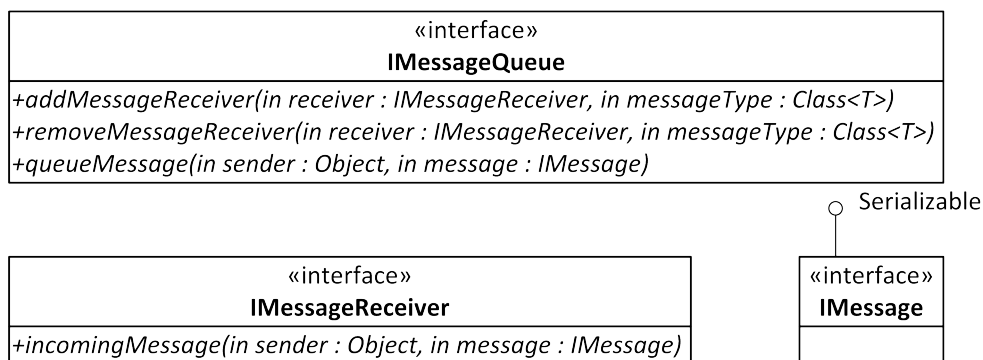 «interface»
IMessageQueue
+addMessageReceiver(in receiver : IMessageReceiver, in messageType : Class<T>)
+removeMessageReceiver(in receiver : IMessageReceiver, in messageType : Class<T>)
+queueMessage(in sender : Object, in message : IMessage)
Serializable
«interface»
IMessageReceiver
+incomingMessage(in sender : Object, in message : IMessage)
«interface»
IMessage